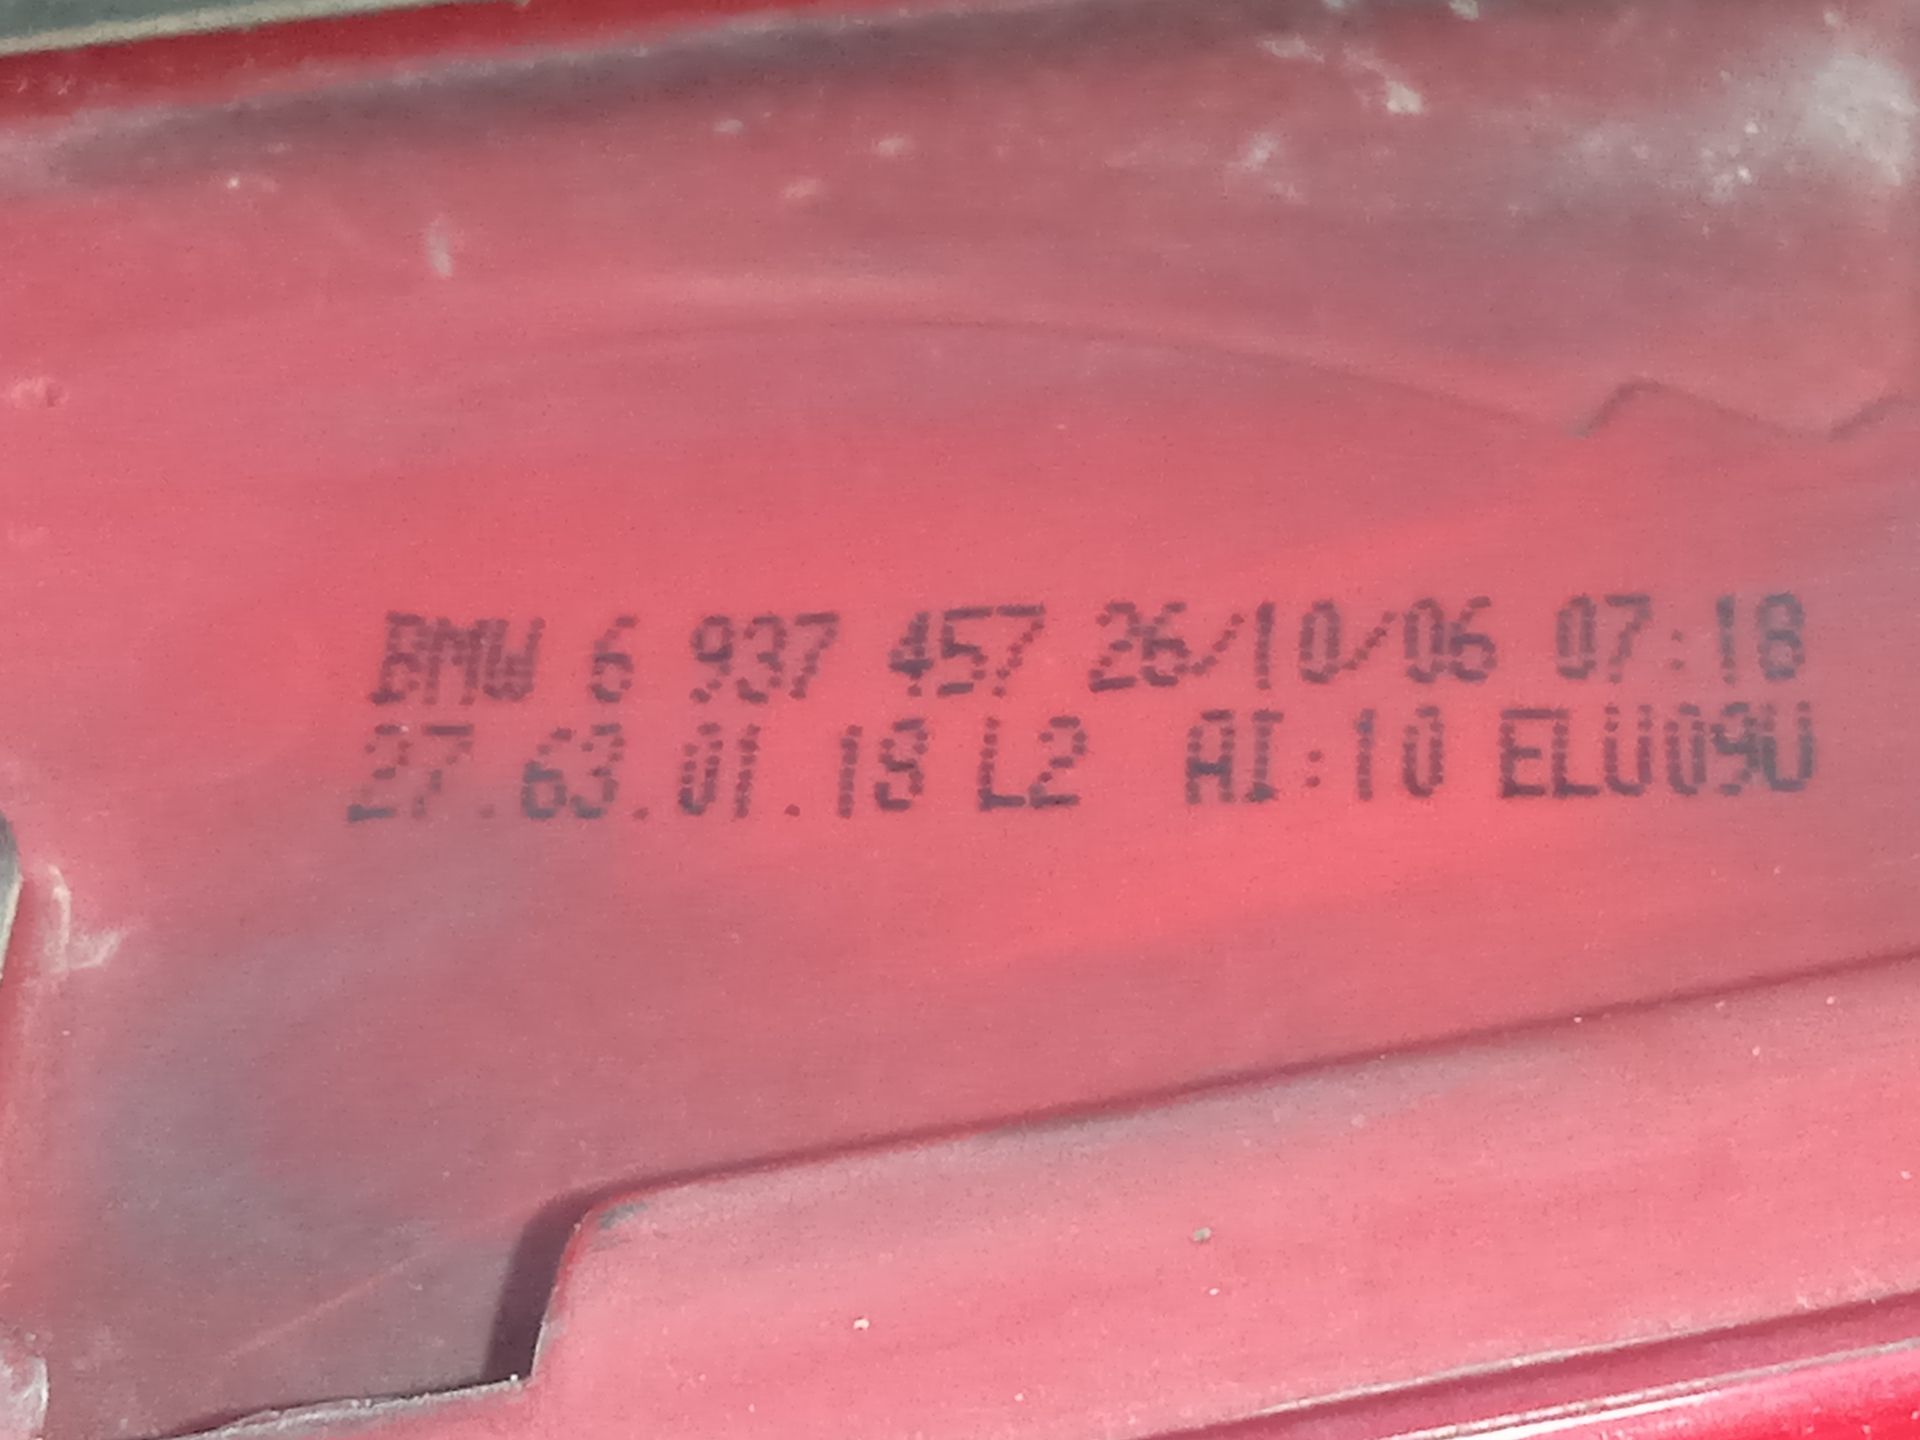 BMW 6 937 457 26/10/06 07:18
27.63.01.18 L2 AI:10 ELU09U